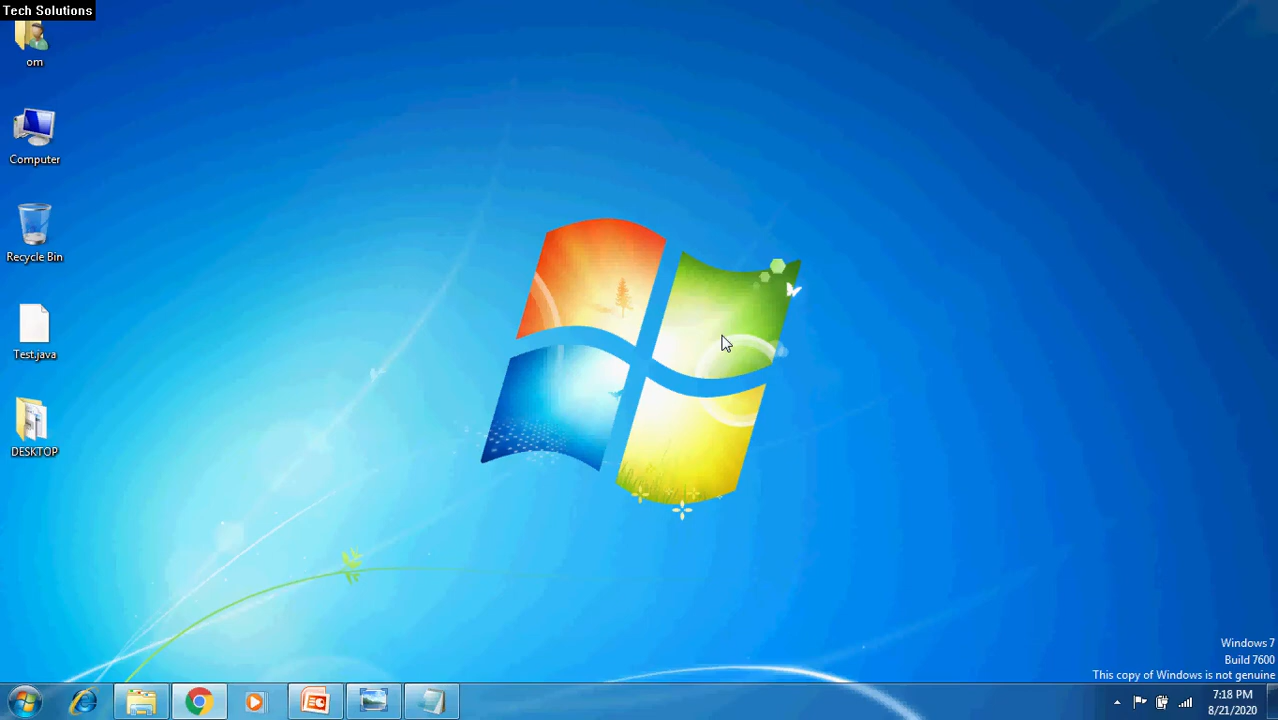 Tech Solutions
om
Computer
Recycle Bin
Test.java
DESKTOP
Windows 7
Build 7600
This copy of Windows is not genuine
7:18 PM
8/21/2020